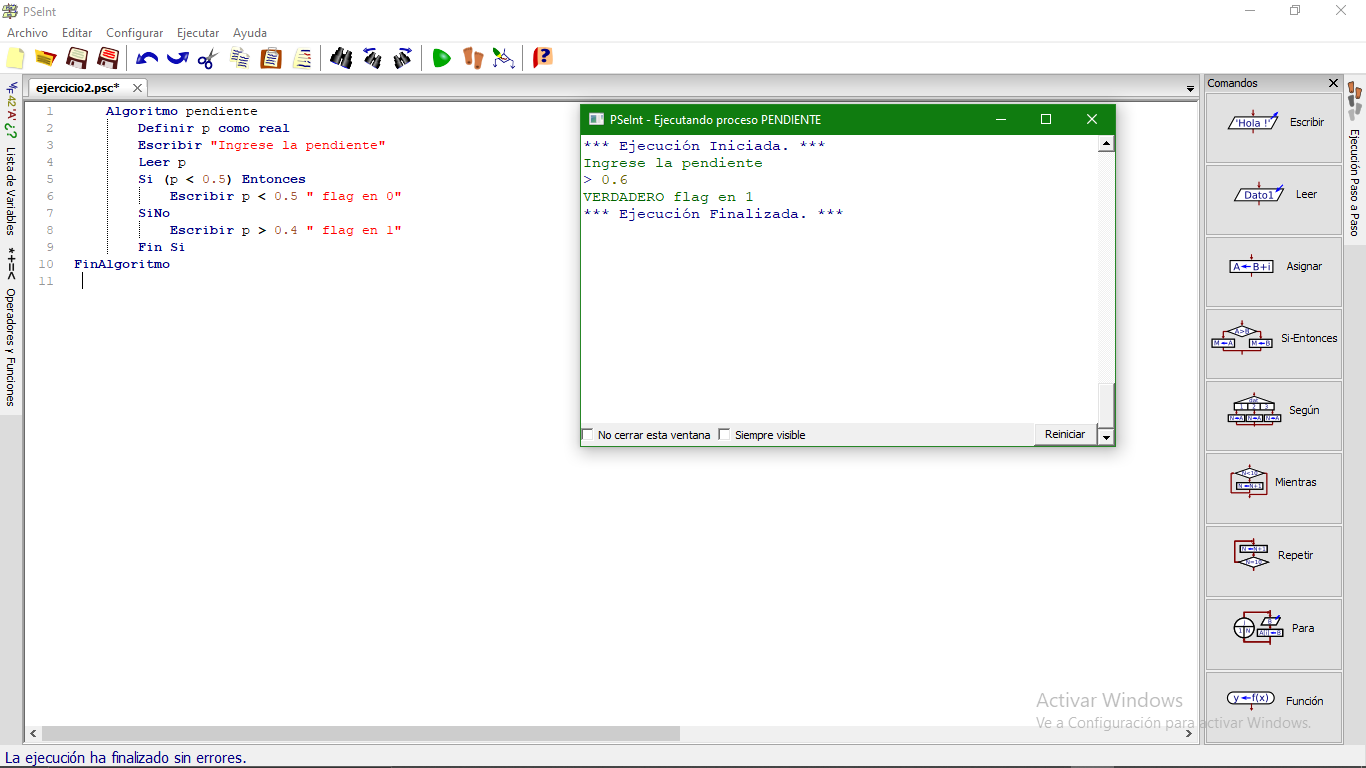 PSeInt
Archivo Editar Configurar Ejecutar Ayuda
ejercicio2.psc*
Comandos
1 Algoritmo pendiente
2 Definir p como real
3 Escribir "Ingrese la pendiente"
4 Leer p
5 Si (p < 0.5) Entonces
6 Escribir p < 0.5 " flag en 0"
7 SiNo
8 Escribir p > 0.4 " flag en 1"
9 Fin Si
10 FinAlgoritmo
11
PSeInt - Ejecutando proceso PENDIENTE
*** Ejecución Iniciada. ***
Ingrese la pendiente
> 0.6
VERDADERO flag en 1
*** Ejecución Finalizada. ***
No cerrar esta ventana Siempre visible Reiniciar
42 'A' ¿? Lista de Variables
*+=< Operadores y Funciones
'Hola !' Escribir
Dato1 Leer
A←B+i Asignar
A>B M←A M←B Si-Entonces
1 2 3 Según
Mientras
Repetir
Para
y←f(x) Función
Ejecución Paso a Paso
Activar Windows
Ve a Configuración para activar Windows.
La ejecución ha finalizado sin errores.